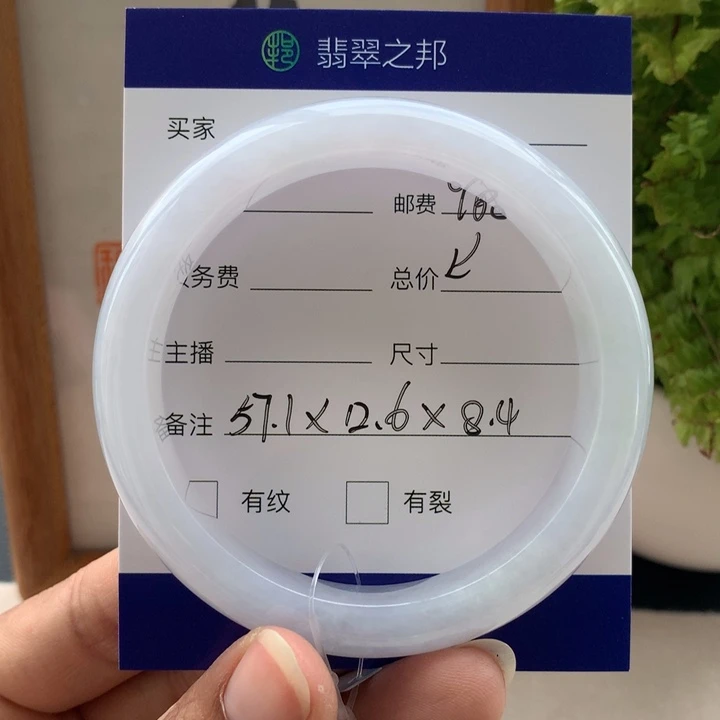 翡翠之邦
买家
邮费
务费 总价
主播 尺寸
备注 57.1×12.6×8.4
有纹 有裂